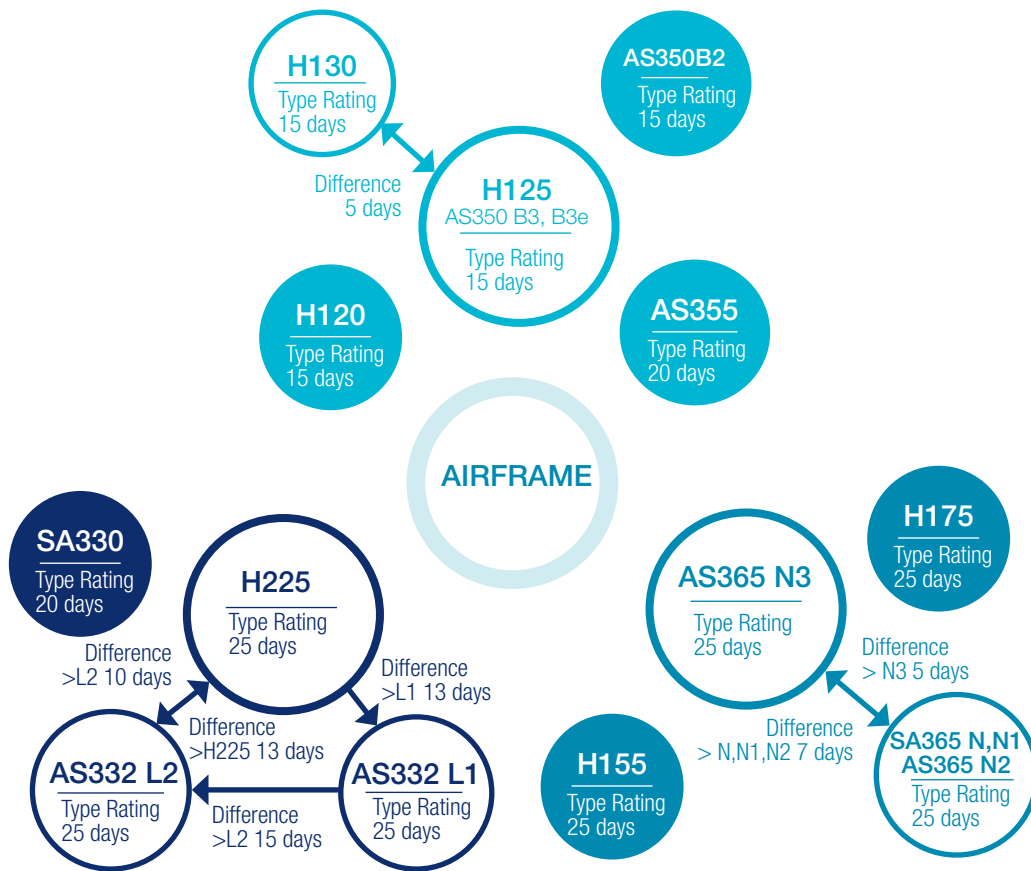 H130
Type Rating
15 days
AS350B2
Type Rating
15 days
Difference
5 days
H125
AS350 B3, B3e
Type Rating
15 days
H120
Type Rating
15 days
AS355
Type Rating
20 days
AIRFRAME
SA330
Type Rating
20 days
H225
Type Rating
25 days
Difference
>L2 10 days
Difference
>H225 13 days
Difference
>L1 13 days
AS332 L2
Type Rating
25 days
Difference
>L2 15 days
AS332 L1
Type Rating
25 days
H175
Type Rating
25 days
AS365 N3
Type Rating
25 days
Difference
> N3 5 days
Difference
> N,N1,N2 7 days
H155
Type Rating
25 days
SA365 N,N1
AS365 N2
Type Rating
25 days